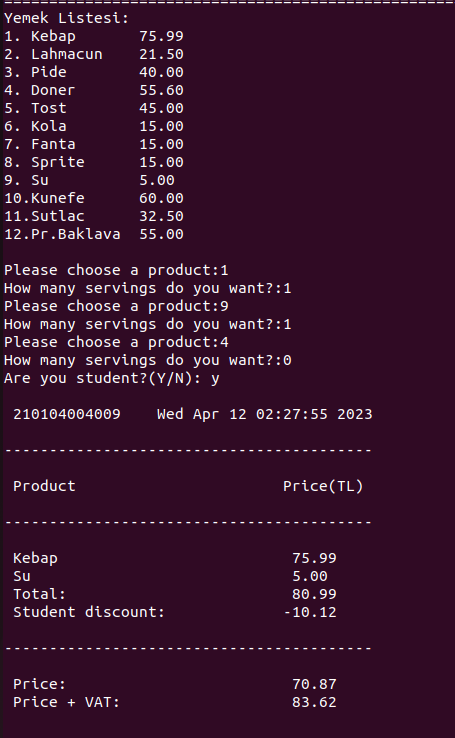 ==================================================
Yemek Listesi:
1. Kebap       75.99
2. Lahmacun    21.50
3. Pide        40.00
4. Doner       55.60
5. Tost        45.00
6. Kola        15.00
7. Fanta       15.00
8. Sprite      15.00
9. Su          5.00
10.Kunefe      60.00
11.Sutlac      32.50
12.Pr.Baklava  55.00
Please choose a product:1
How many servings do you want?:1
Please choose a product:9
How many servings do you want?:1
Please choose a product:4
How many servings do you want?:0
Are you student?(Y/N): y
210104004009    Wed Apr 12 02:27:55 2023
-----------------------------------------
Product                       Price(TL)
-----------------------------------------
Kebap                          75.99
Su                             5.00
Total:                         80.99
Student discount:             -10.12
-----------------------------------------
Price:                         70.87
Price + VAT:                   83.62